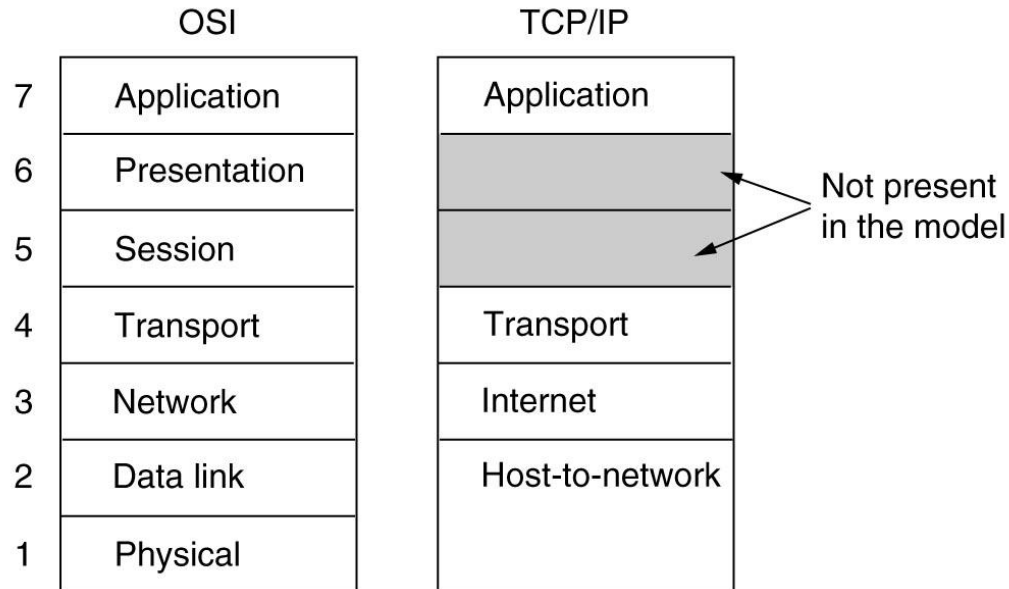 OSI TCP/IP
7 Application Application
6 Presentation
Not present
in the model
5 Session
4 Transport Transport
3 Network Internet
2 Data link Host-to-network
1 Physical